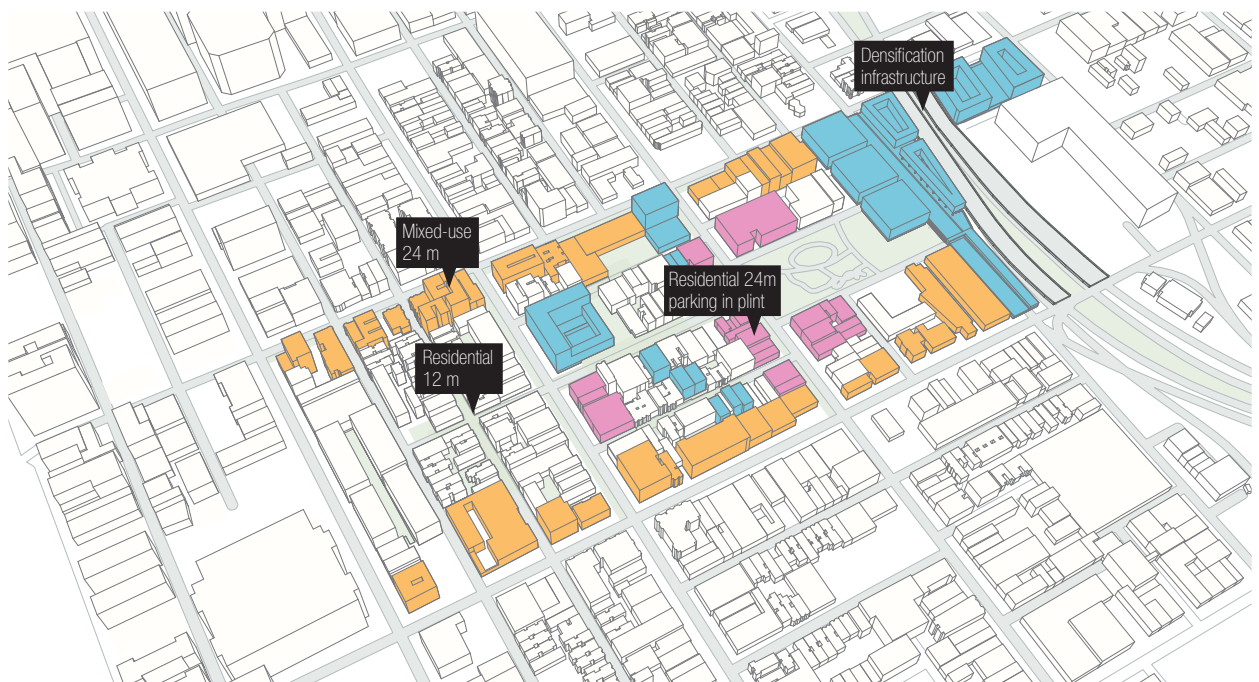 Densification
infrastructure
Mixed-use
24 m
Residential 24m
parking in plint
Residential
12 m